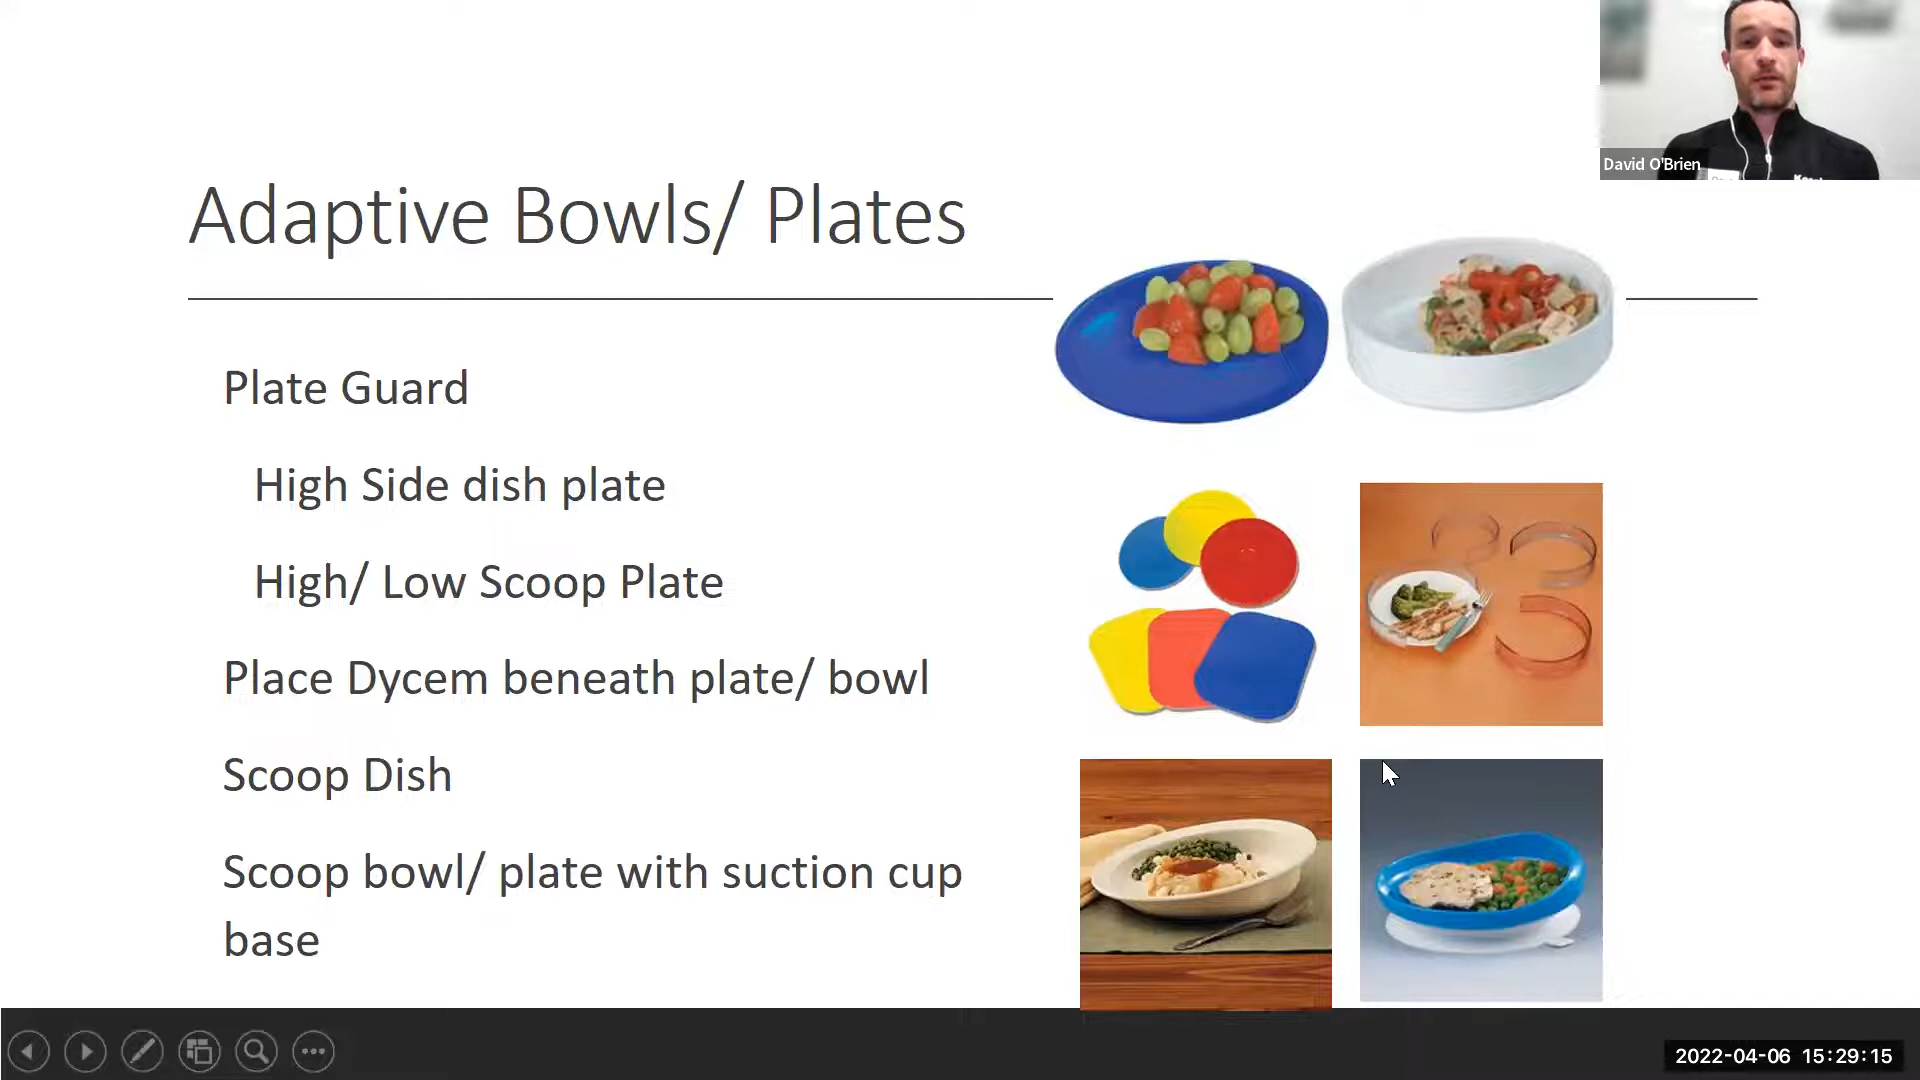 David O'Brien
Adaptive Bowls/ Plates
Plate Guard
High Side dish plate
High/ Low Scoop Plate
Place Dycem beneath plate/ bowl
Scoop Dish
Scoop bowl/ plate with suction cup
base
2022-04-06 15:29:15